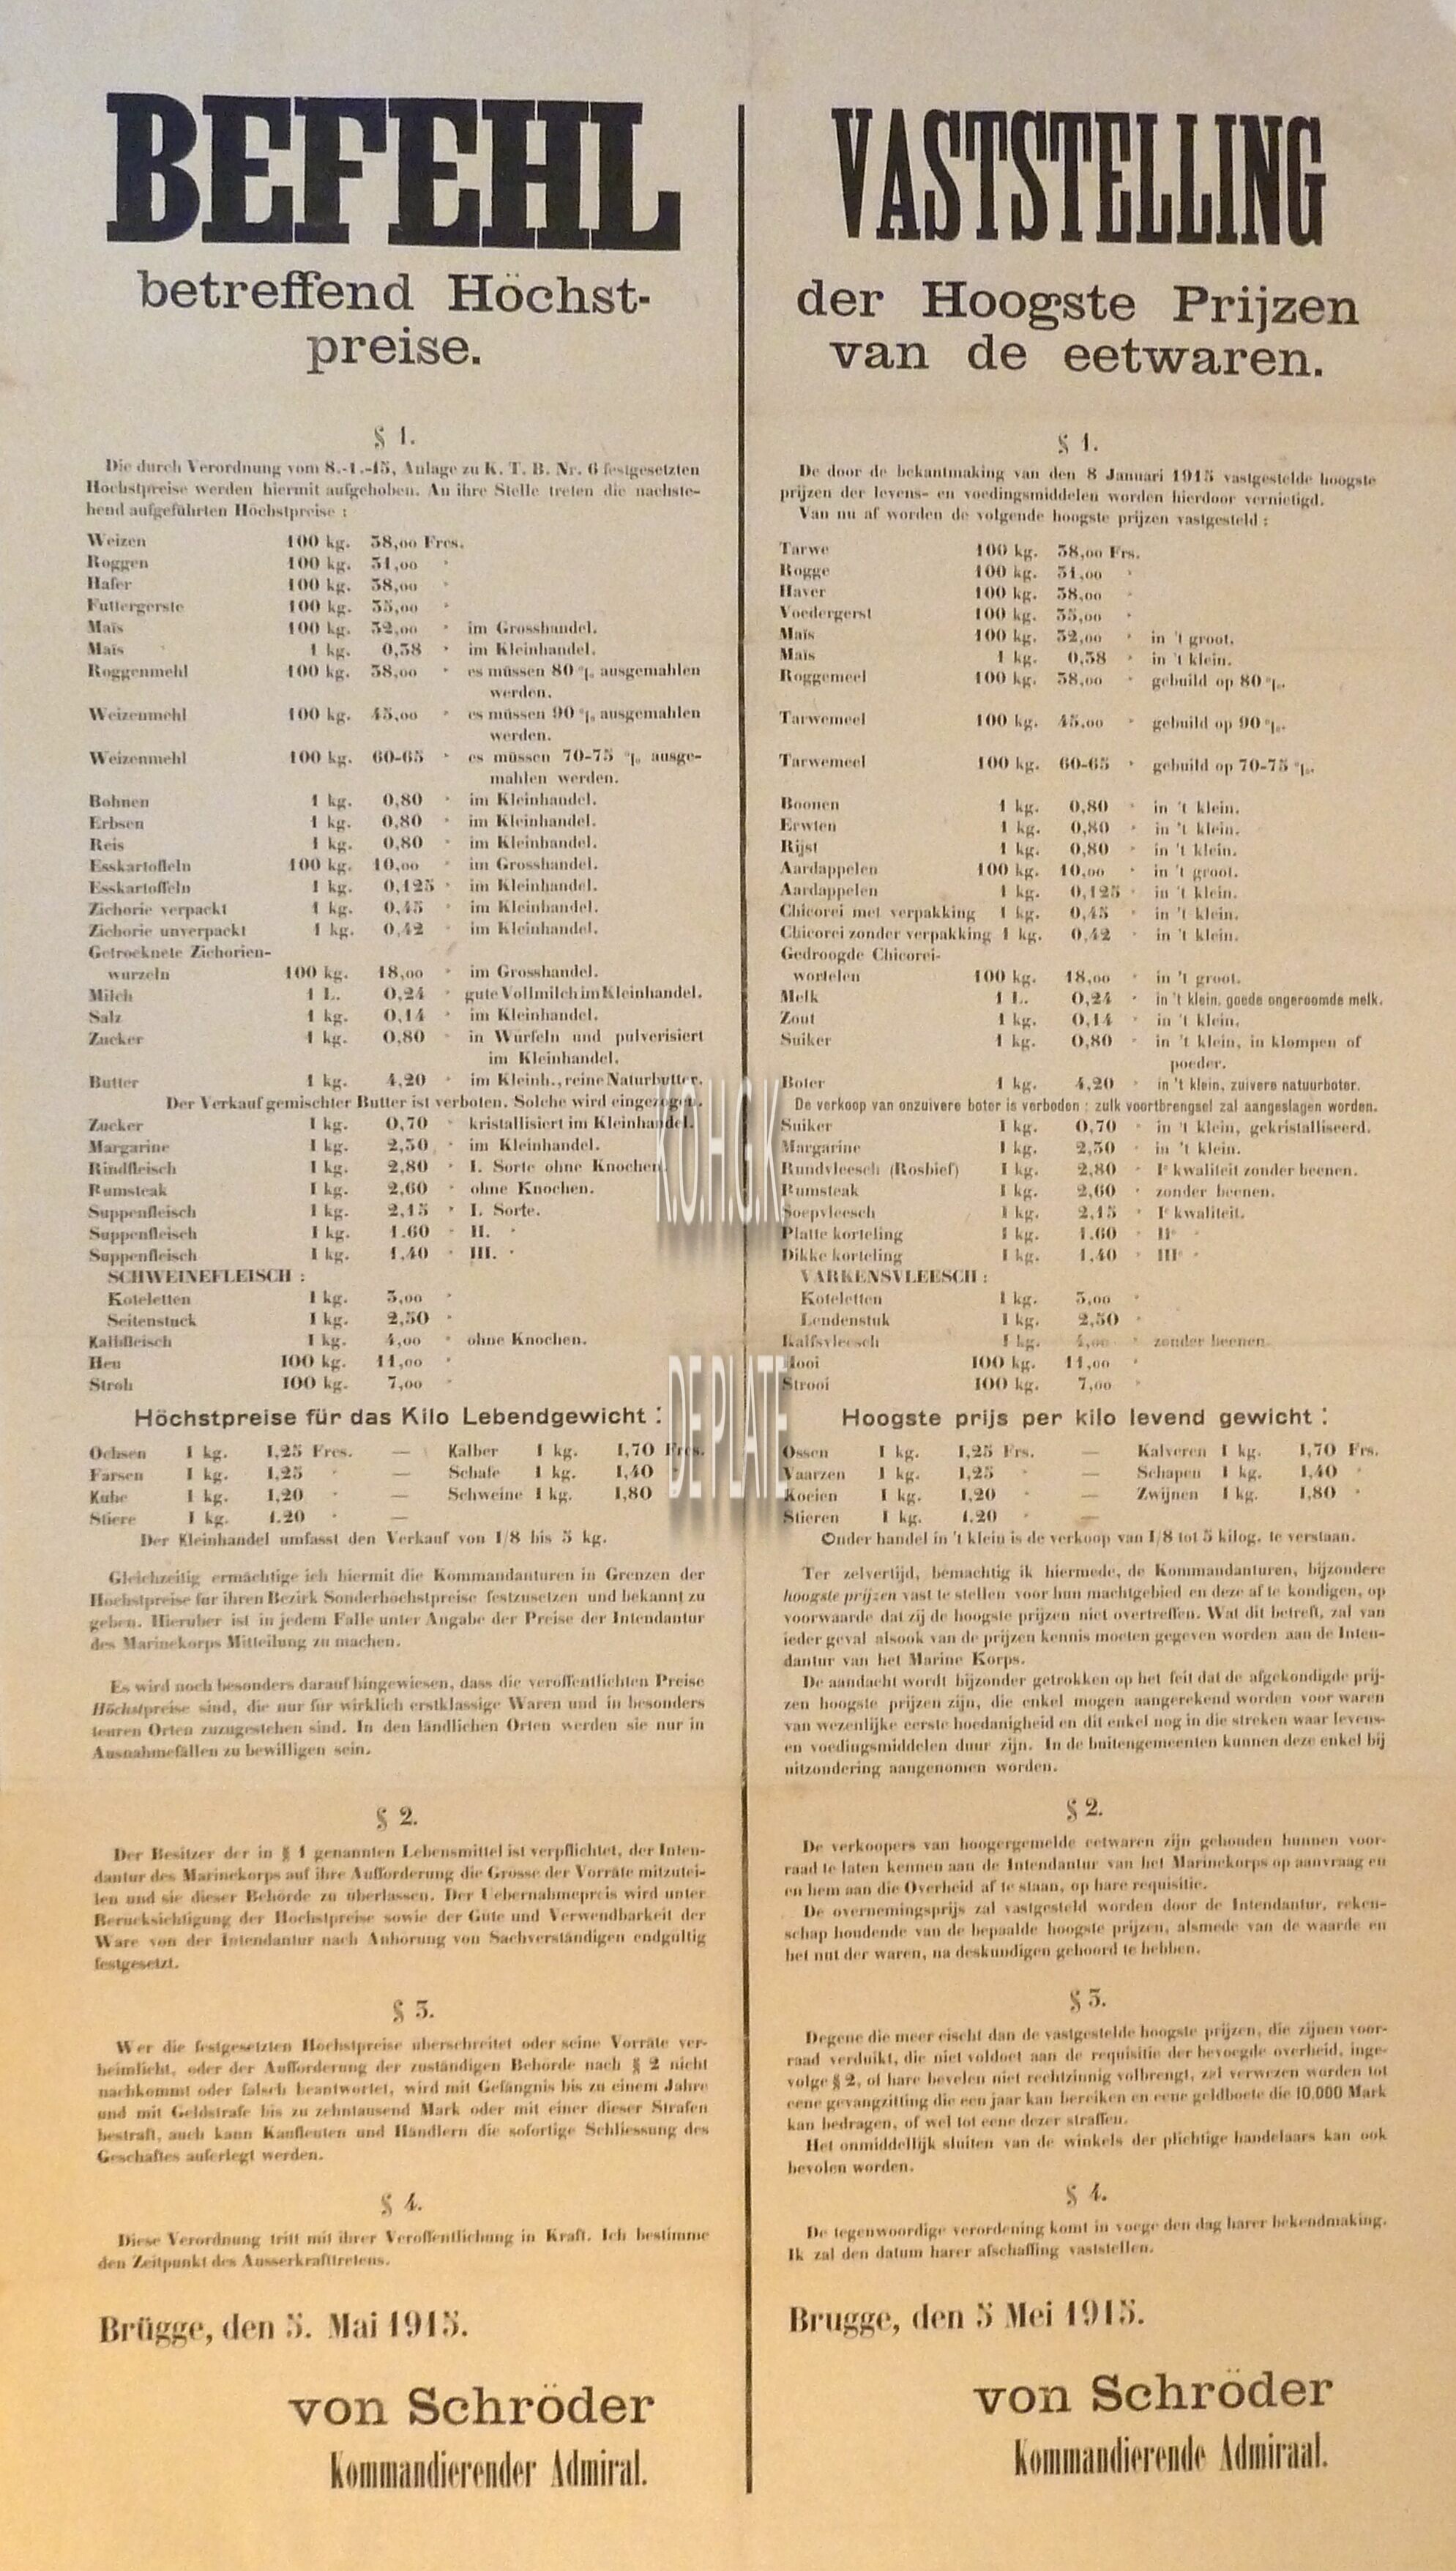 BEFEHL
betreffend Höchst-
preise.
§ 1.
Die durch Verordnung vom 8.-1.-15, Anlage zu K. T. B. Nr. 6 festgesetzten
Höchstpreise werden hiermit aufgehoben. An ihre Stelle treten die nachste-
hend aufgeführten Höchstpreise :
Weizen 100 kg. 38,00 Frcs.
Roggen 100 kg. 31,00 "
Hafer 100 kg. 38,00 "
Futtergerste 100 kg. 35,00 "
Maïs 100 kg. 32,00 " im Grosshandel.
Maïs 1 kg. 0,38 " im Kleinhandel.
Roggenmehl 100 kg. 38,00 " es müssen 80 % ausgemahlen
werden.
Weizenmehl 100 kg. 45,00 " es müssen 90 % ausgemahlen
werden.
Weizenmehl 100 kg. 60-65 " es müssen 70-75 % ausge-
mahlen werden.
Bohnen 1 kg. 0,80 " im Kleinhandel.
Erbsen 1 kg. 0,80 " im Kleinhandel.
Reis 1 kg. 0,80 " im Kleinhandel.
Esskartoffeln 100 kg. 10,00 " im Grosshandel.
Esskartoffeln 1 kg. 0,125 " im Kleinhandel.
Zichorie verpackt 1 kg. 0,45 " im Kleinhandel.
Zichorie unverpackt 1 kg. 0,42 " im Kleinhandel.
Getrocknete Zichorien-
wurzeln 100 kg. 18,00 " im Grosshandel.
Milch 1 L. 0,24 " gute Vollmilch im Kleinhandel.
Salz 1 kg. 0,14 " im Kleinhandel.
Zucker 1 kg. 0,80 " in Würfeln und pulverisiert
im Kleinhandel.
Butter 1 kg. 4,20 " im Kleinh., reine Naturbutter.
Der Verkauf gemischter Butter ist verboten. Solche wird eingezogen.
Zucker 1 kg. 0,70 " kristallisiert im Kleinhandel.
Margarine 1 kg. 2,50 " im Kleinhandel.
Rindfleisch 1 kg. 2,80 " I. Sorte ohne Knochen.
Rumsteak 1 kg. 2,60 " ohne Knochen.
Suppenfleisch 1 kg. 2,15 " I. Sorte.
Suppenfleisch 1 kg. 1.60 " II. "
Suppenfleisch 1 kg. 1,40 " III. "
SCHWEINEFLEISCH :
Koteletten 1 kg. 3,00 "
Seitenstuck 1 kg. 2,50 "
Kalbfleisch 1 kg. 4,00 " ohne Knochen.
Heu 100 kg. 11,00 "
Stroh 100 kg. 7,00 "
Höchstpreise für das Kilo Lebendgewicht :
Ochsen 1 kg. 1,25 Frcs. — Kälber 1 kg. 1,70 Frcs.
Färsen 1 kg. 1,25 " — Schafe 1 kg. 1,40 "
Kühe 1 kg. 1,20 " — Schweine 1 kg. 1,80
Stiere 1 kg. 1.20 " —
Der Kleinhandel umfasst den Verkauf von 1/8 bis 5 kg.
Gleichzeitig ermächtige ich hiermit die Kommandanturen in Grenzen der
Höchstpreise für ihren Bezirk Sonderhöchstpreise festzusetzen und bekannt zu
geben. Hierüber ist in jedem Falle unter Angabe der Preise der Intendantur
des Marinekorps Mitteilung zu machen.
Es wird noch besonders darauf hingewiesen, dass die veröffentlichten Preise
Höchstpreise sind, die nur für wirklich erstklassige Waren und in besonders
teuren Orten zuzugestehen sind. In den ländlichen Orten werden sie nur in
Ausnahmefällen zu bewilligen sein.
§ 2.
Der Besitzer der in § 1 genannten Lebensmittel ist verpflichtet, der Inten-
dantur des Marinekorps auf ihre Aufforderung die Grösse der Vorräte mitzutei-
len und sie dieser Behörde zu überlassen. Der Uebernahmepreis wird unter
Berücksichtigung der Höchstpreise sowie der Güte und Verwendbarkeit der
Ware von der Intendantur nach Anhörung von Sachverständigen endgültig
festgesetzt.
§ 3.
Wer die festgesetzten Höchstpreise überschreitet oder seine Vorräte ver-
heimlicht, oder der Aufforderung der zuständigen Behörde nach § 2 nicht
nachkommt oder falsch beantwortet, wird mit Gefängnis bis zu einem Jahre
und mit Geldstrafe bis zu zehntausend Mark oder mit einer dieser Strafen
bestraft, auch kann Kaufleuten und Händlern die sofortige Schliessung des
Geschäftes auferlegt werden.
§ 4.
Diese Verordnung tritt mit ihrer Veröffentlichung in Kraft. Ich bestimme
den Zeitpunkt des Ausserkrafttretens.
Brügge, den 5. Mai 1915.
von Schröder
Kommandierender Admiral.
VASTSTELLING
der Hoogste Prijzen
van de eetwaren.
§ 1.
De door de bekantmaking van den 8 Januari 1915 vastgestelde hoogste
prijzen der levens- en voedingsmiddelen worden hierdoor vernietigd.
Van nu af worden de volgende hoogste prijzen vastgesteld :
Tarwe 100 kg. 38,00 Frs.
Rogge 100 kg. 31,00 "
Haver 100 kg. 38,00 "
Voedergerst 100 kg. 35,00 "
Maïs 100 kg. 32,00 " in 't groot.
Maïs 1 kg. 0,38 " in 't klein.
Roggemeel 100 kg. 38,00 " gebuild op 80 %.
Tarwemeel 100 kg. 45,00 " gebuild op 90 %.
Tarwemeel 100 kg. 60-65 " gebuild op 70-75 %.
Boonen 1 kg. 0,80 " in 't klein.
Erwten 1 kg. 0,80 " in 't klein.
Rijst 1 kg. 0,80 " in 't klein.
Aardappelen 100 kg. 10,00 " in 't groot.
Aardappelen 1 kg. 0,125 " in 't klein.
Chicorei met verpakking 1 kg. 0,45 " in 't klein.
Chicorei zonder verpakking 1 kg. 0,42 " in 't klein.
Gedroogde Chicorei-
wortelen 100 kg. 18,00 " in 't groot.
Melk 1 L. 0,24 " in 't klein, goede ongeroomde melk.
Zout 1 kg. 0,14 " in 't klein.
Suiker 1 kg. 0,80 " in 't klein, in klompen of
poeder.
Boter 1 kg. 4,20 " in 't klein, zuivere natuurboter.
De verkoop van onzuivere boter is verboden ; zulk voortbrengsel zal aangeslagen worden.
Suiker 1 kg. 0,70 " in 't klein, gekristalliseerd.
Margarine 1 kg. 2,50 " in 't klein.
Rundvleesch (Rosbief) 1 kg. 2,80 " Ie kwaliteit zonder beenen.
Rumsteak 1 kg. 2,60 " zonder beenen.
Soepvleesch 1 kg. 2,15 " Ie kwaliteit.
Platte korteling 1 kg. 1.60 " IIe "
Dikke korteling 1 kg. 1,40 " IIIe "
VARKENSVLEESCH :
Koteletten 1 kg. 3,00 "
Lendenstuk 1 kg. 2,50 "
Kalfsvleesch 1 kg. 4,00 " zonder beenen.
Hooi 100 kg. 11,00 "
Strooi 100 kg. 7,00 "
Hoogste prijs per kilo levend gewicht :
Ossen 1 kg. 1,25 Frs. — Kalveren 1 kg. 1,70 Frs.
Vaarzen 1 kg. 1,25 " — Schapen 1 kg. 1,40 "
Koeien 1 kg. 1,20 " — Zwijnen 1 kg. 1,80 "
Stieren 1 kg. 1.20 " —
Onder handel in 't klein is de verkoop van 1/8 tot 5 kilog. te verstaan.
Ter zelvertijd, bemachtig ik hiermede, de Kommandanturen, bijzondere
hoogste prijzen vast te stellen voor hun machtgebied en deze af te kondigen, op
voorwaarde dat zij de hoogste prijzen niet overtreffen. Wat dit betreft, zal van
ieder geval alsook van de prijzen kennis moeten gegeven worden aan de Inten-
dantur van het Marine Korps.
De aandacht wordt bijzonder getrokken op het feit dat de afgekondigde prij-
zen hoogste prijzen zijn, die enkel mogen aangerekend worden voor waren
van wezenlijke eerste hoedanigheid en dit enkel nog in die streken waar levens-
en voedingsmiddelen duur zijn. In de buitengemeenten kunnen deze enkel bij
uitzondering aangenomen worden.
§ 2.
De verkoopers van hoogergemelde eetwaren zijn gehouden hunnen voor-
raad te laten kennen aan de Intendantur van het Marinekorps op aanvraag en
en hem aan die Overheid af te staan, op hare requisitie.
De overnemingsprijs zal vastgesteld worden door de Intendantur, reken-
schap houdende van de bepaalde hoogste prijzen, alsmede van de waarde en
het nut der waren, na deskundigen gehoord te hebben.
§ 3.
Degene die meer eischt dan de vastgestelde hoogste prijzen, die zijnen voor-
raad verduikt, die niet voldoet aan de requisitie der bevoegde overheid, inge-
volge § 2, of hare bevelen niet rechtzinnig volbrengt, zal verwezen worden tot
eene gevangzitting die een jaar kan bereiken en eene geldboete die 10.000 Mark
kan bedragen, of wel tot eene dezer straffen.
Het onmiddellijk sluiten van de winkels der plichtige handelaars kan ook
bevolen worden.
§ 4.
De tegenwoordige verordening komt in voege den dag harer bekendmaking.
Ik zal den datum harer afschaffing vaststellen.
Brugge, den 5 Mei 1915.
von Schröder
Kommandierende Admiraal.
K.O.H.G.K.
DE PLATE